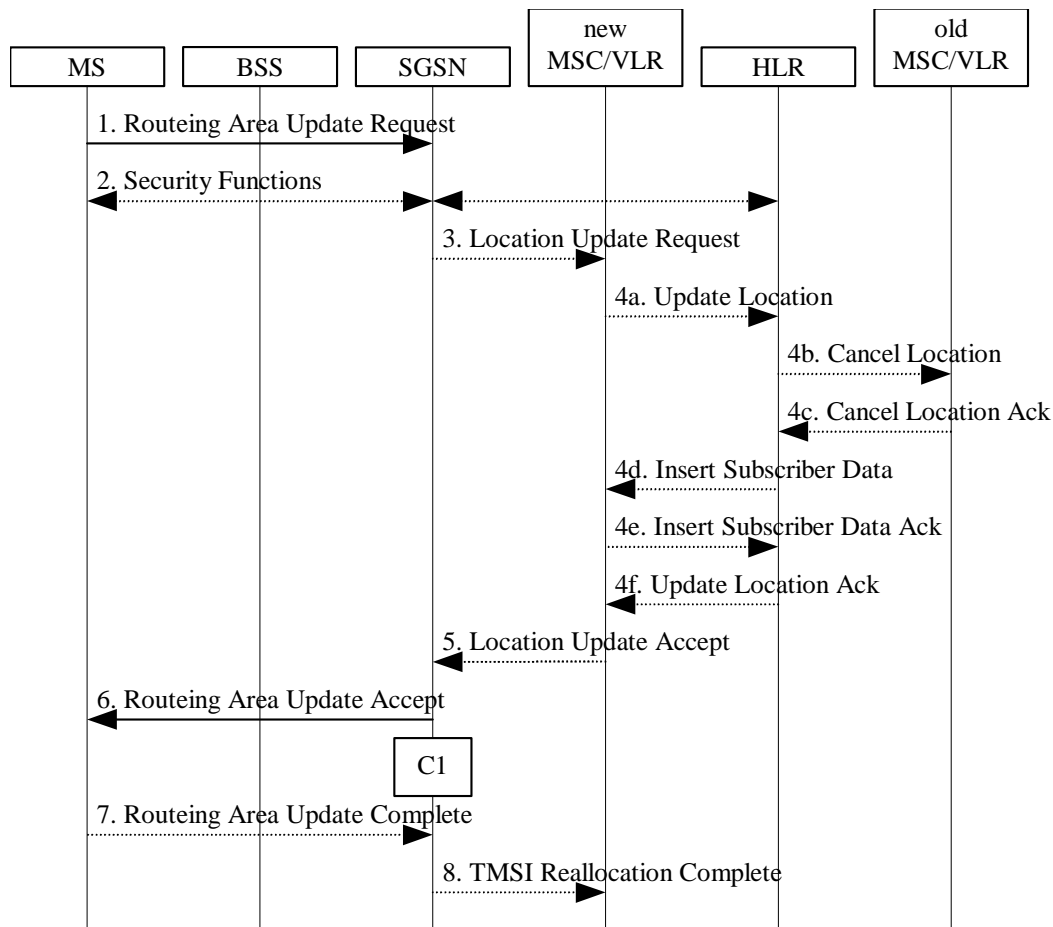 new
MSC/VLR
old
MSC/VLR
MS
BSS
SGSN
HLR
1. Routeing Area Update Request
2. Security Functions
3. Location Update Request
4a. Update Location
4b. Cancel Location
4c. Cancel Location Ack
4d. Insert Subscriber Data
4e. Insert Subscriber Data Ack
4f. Update Location Ack
5. Location Update Accept
6. Routeing Area Update Accept
C1
7. Routeing Area Update Complete
8. TMSI Reallocation Complete